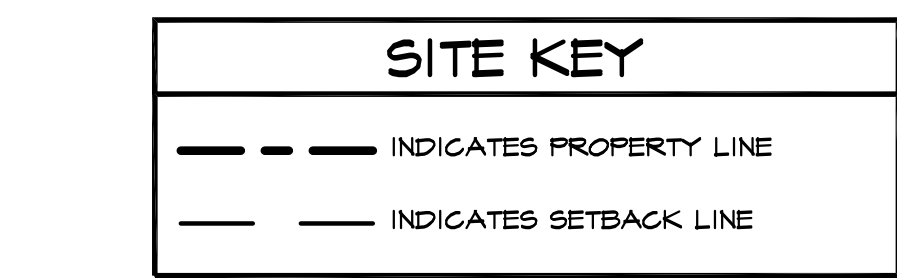 SITE KEY
INDICATES PROPERTY LINE
INDICATES SETBACK LINE